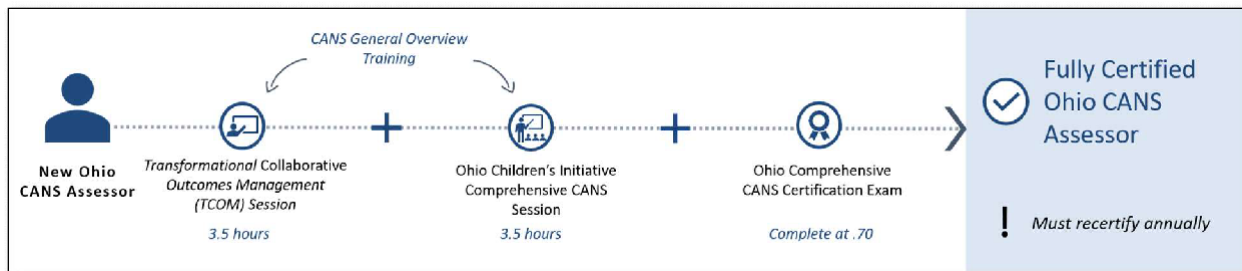 CANS General Overview
Training
New Ohio
CANS Assessor
Transformational Collaborative
Outcomes Management
(TCOM) Session
3.5 hours
Ohio Children's Initiative
Comprehensive CANS
Session
3.5 hours
Ohio Comprehensive
CANS Certification Exam
Complete at .70
Fully Certified
Ohio CANS
Assessor
! Must recertify annually